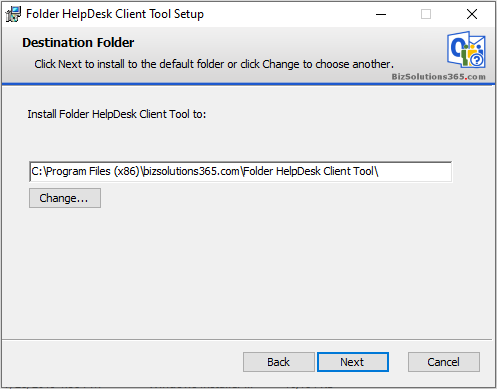 Folder HelpDesk Client Tool Setup
Destination Folder
Click Next to install to the default folder or click Change to choose another.
BizSolutions365.com
Install Folder HelpDesk Client Tool to:
C:\Program Files (x86)\bizsolutions365.com\Folder HelpDesk Client Tool\
Change...
Back Next Cancel